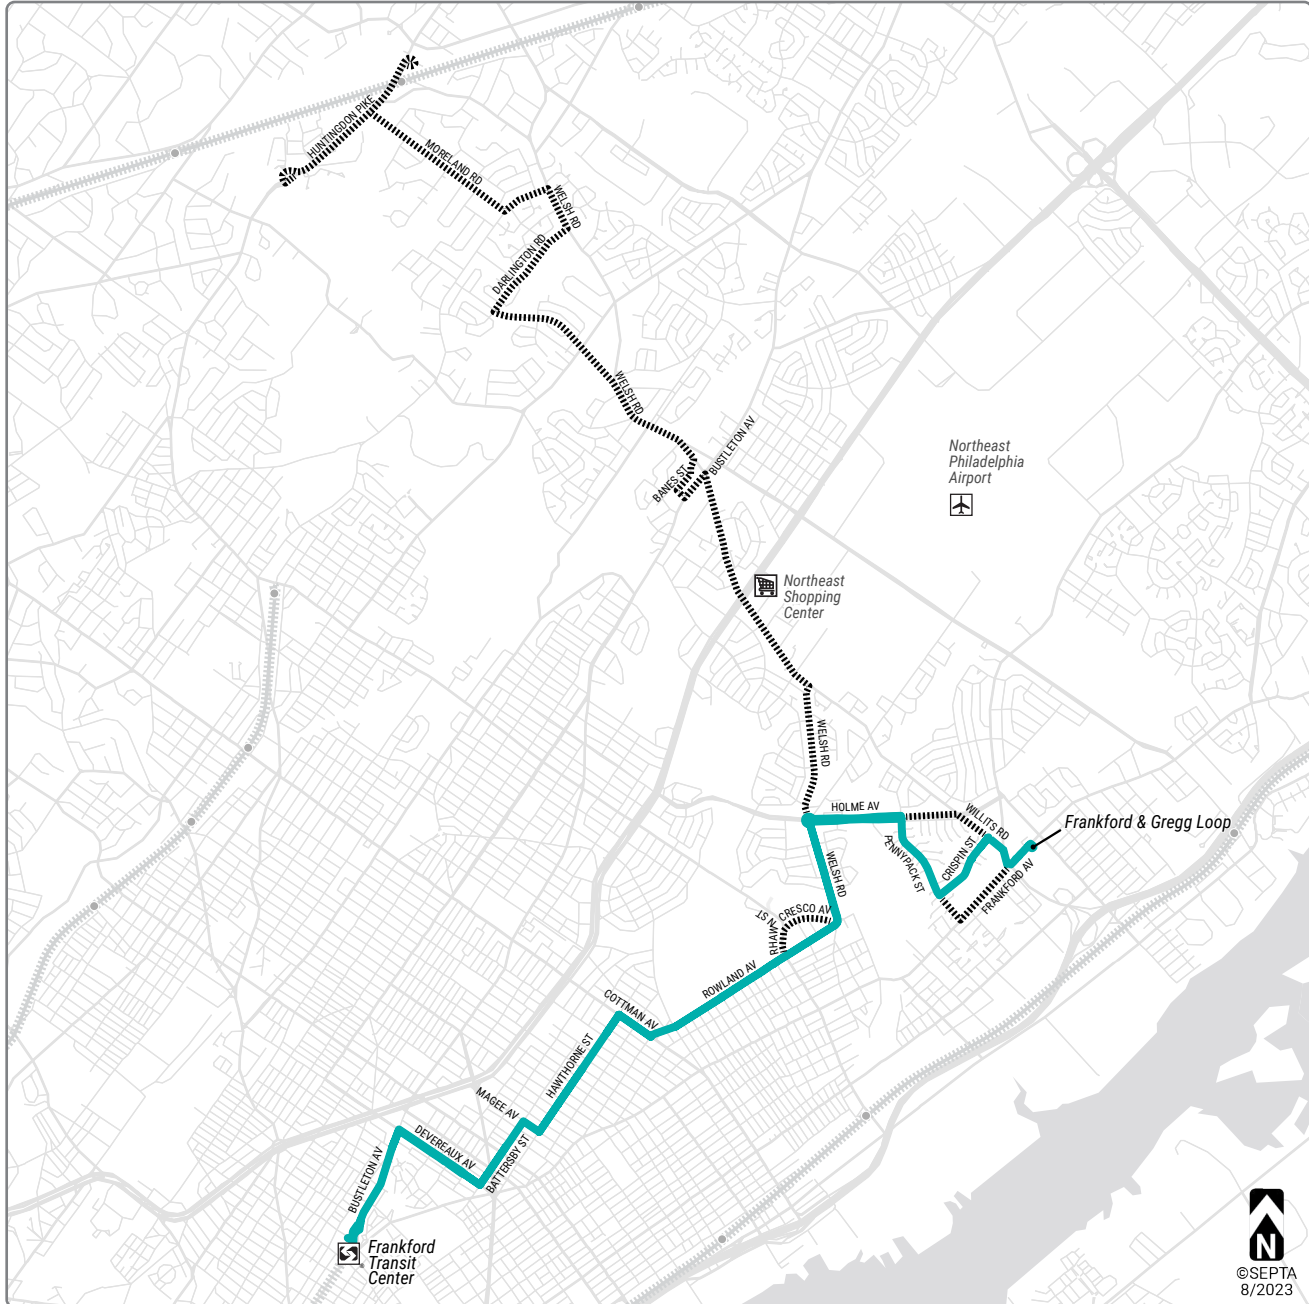 HUNTINGDON PIKE
MORELAND RD
WELSH RD
DARLINGTON RD
WELSH RD
BUSTLETON AV
BANES ST
Northeast
Philadelphia
Airport
Northeast
Shopping
Center
WELSH RD
HOLME AV
WILLITS RD
Frankford & Gregg Loop
PENNYPACK ST
CRISPIN ST
FRANKFORD AV
WELSH RD
CRESCO AV
RHAWN ST
ROWLAND AV
COTTMAN AV
HAWTHORNE ST
MAGEE AV
BATTERSBY ST
DEVEREAUX AV
BUSTLETON AV
Frankford
Transit
Center
N
©SEPTA
8/2023